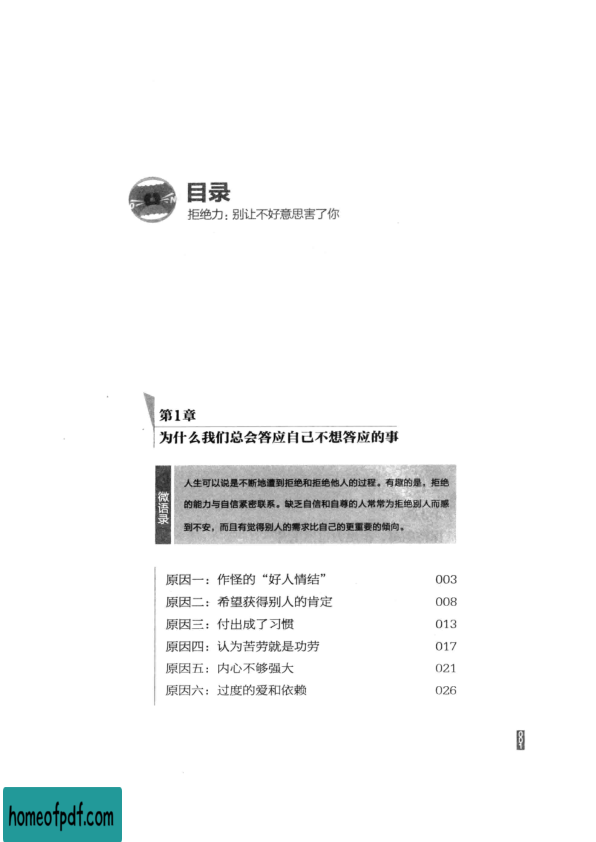 目录
拒绝力：别让不好意思害了你
第1章
为什么我们总会答应自己不想答应的事
微语录
人生可以说是不断地遭到拒绝和拒绝他人的过程。有趣的是，拒绝
的能力与自信紧密联系。缺乏自信和自尊的人常常为拒绝别人而感
到不安，而且有觉得别人的需求比自己的更重要的倾向。
原因一：作怪的“好人情结” 003
原因二：希望获得别人的肯定 008
原因三：付出成了习惯 013
原因四：认为苦劳就是功劳 017
原因五：内心不够强大 021
原因六：过度的爱和依赖 026
001
homeofpdf.com